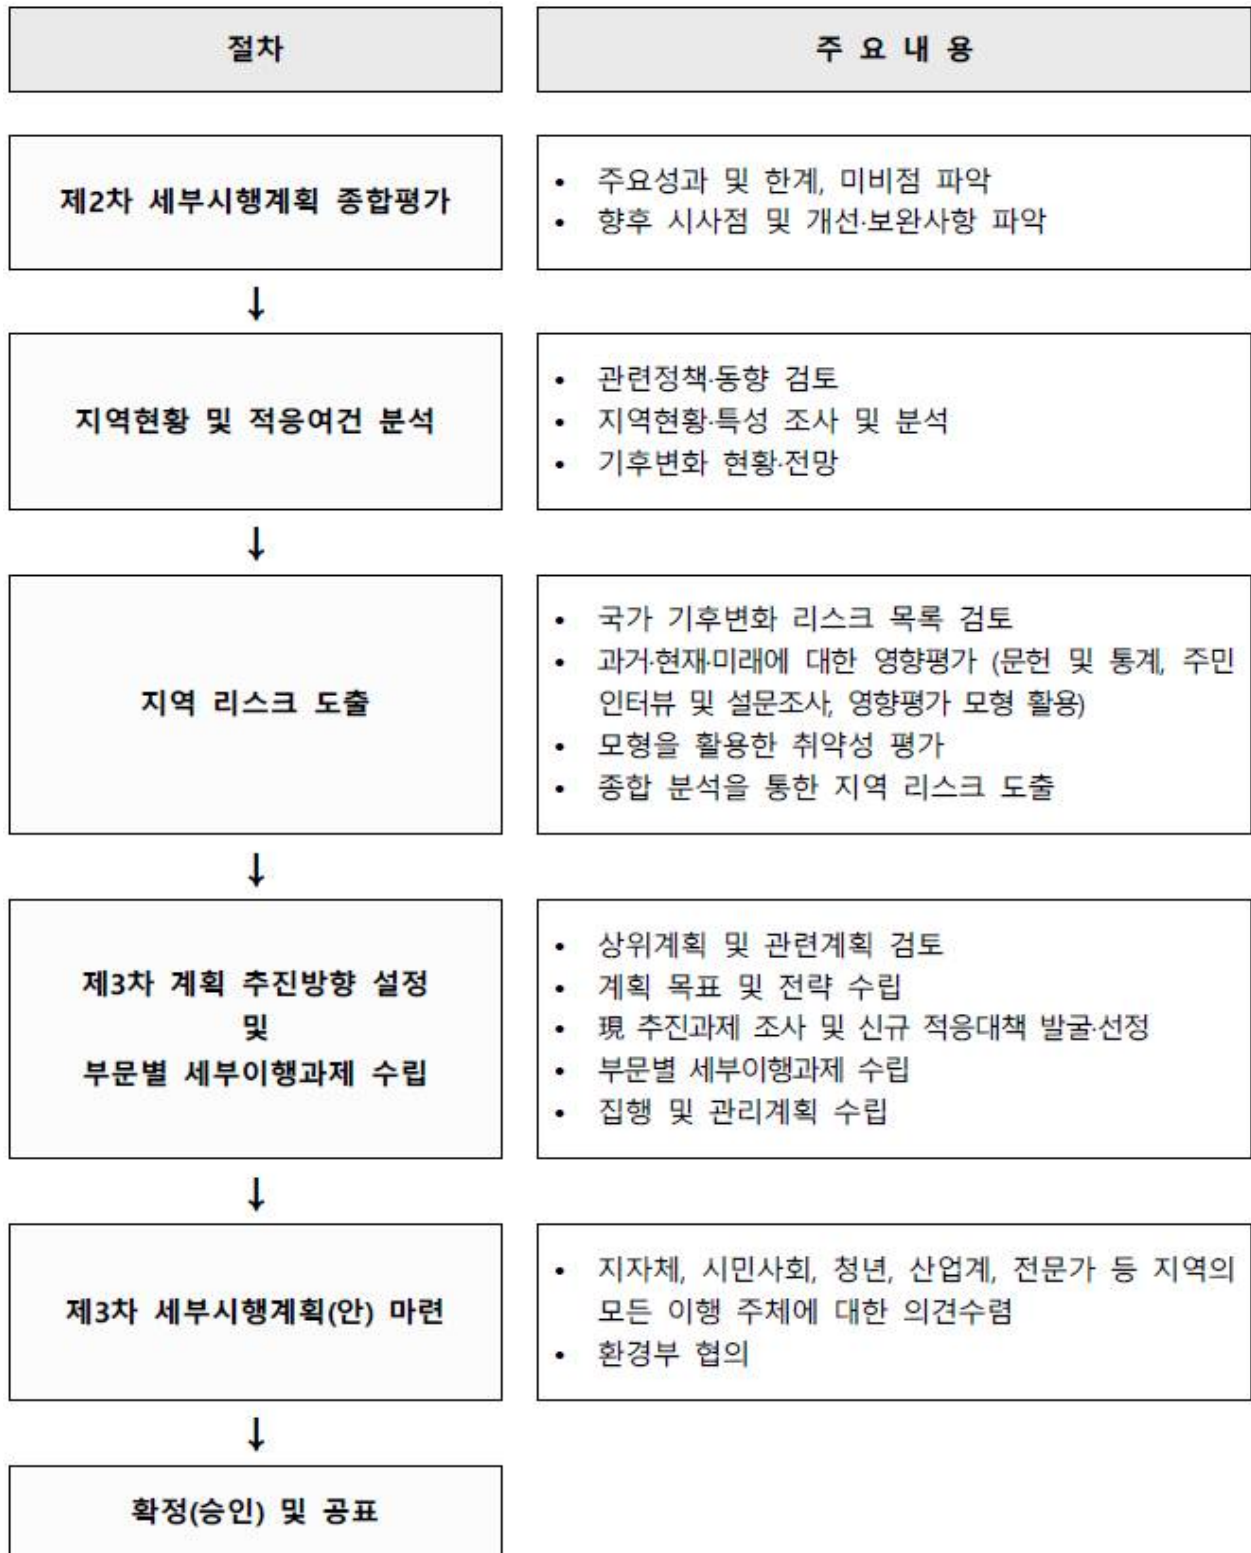 절차
주 요 내 용
제2차 세부시행계획 종합평가
• 주요성과 및 한계, 미비점 파악
• 향후 시사점 및 개선·보완사항 파악
↓
지역현황 및 적응여건 분석
• 관련정책·동향 검토
• 지역현황·특성 조사 및 분석
• 기후변화 현황·전망
↓
지역 리스크 도출
• 국가 기후변화 리스크 목록 검토
• 과거·현재·미래에 대한 영향평가 (문헌 및 통계, 주민
인터뷰 및 설문조사, 영향평가 모형 활용)
• 모형을 활용한 취약성 평가
• 종합 분석을 통한 지역 리스크 도출
↓
제3차 계획 추진방향 설정
및
부문별 세부이행과제 수립
• 상위계획 및 관련계획 검토
• 계획 목표 및 전략 수립
• 現 추진과제 조사 및 신규 적응대책 발굴·선정
• 부문별 세부이행과제 수립
• 집행 및 관리계획 수립
↓
제3차 세부시행계획(안) 마련
• 지자체, 시민사회, 청년, 산업계, 전문가 등 지역의
모든 이행 주체에 대한 의견수렴
• 환경부 협의
↓
확정(승인) 및 공표